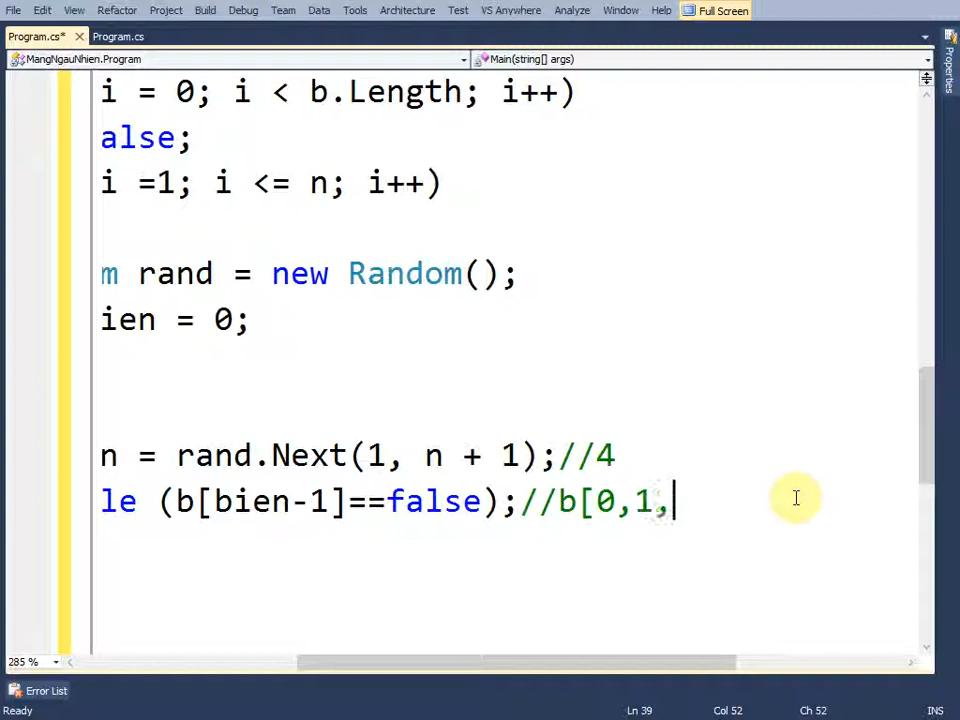 File Edit View Refactor Project Build Debug Team Data Tools Architecture Test VS Anywhere Analyze Window Help Full Screen
Program.cs* Program.cs
MangNgauNhien.Program Main(string[] args)
Properties
i = 0; i < b.Length; i++)
alse;
i =1; i <= n; i++)
m rand = new Random();
ien = 0;
n = rand.Next(1, n + 1);//4
le (b[bien-1]==false);//b[0,1,
285 %
Error List
Ready Ln 39 Col 52 Ch 52 INS